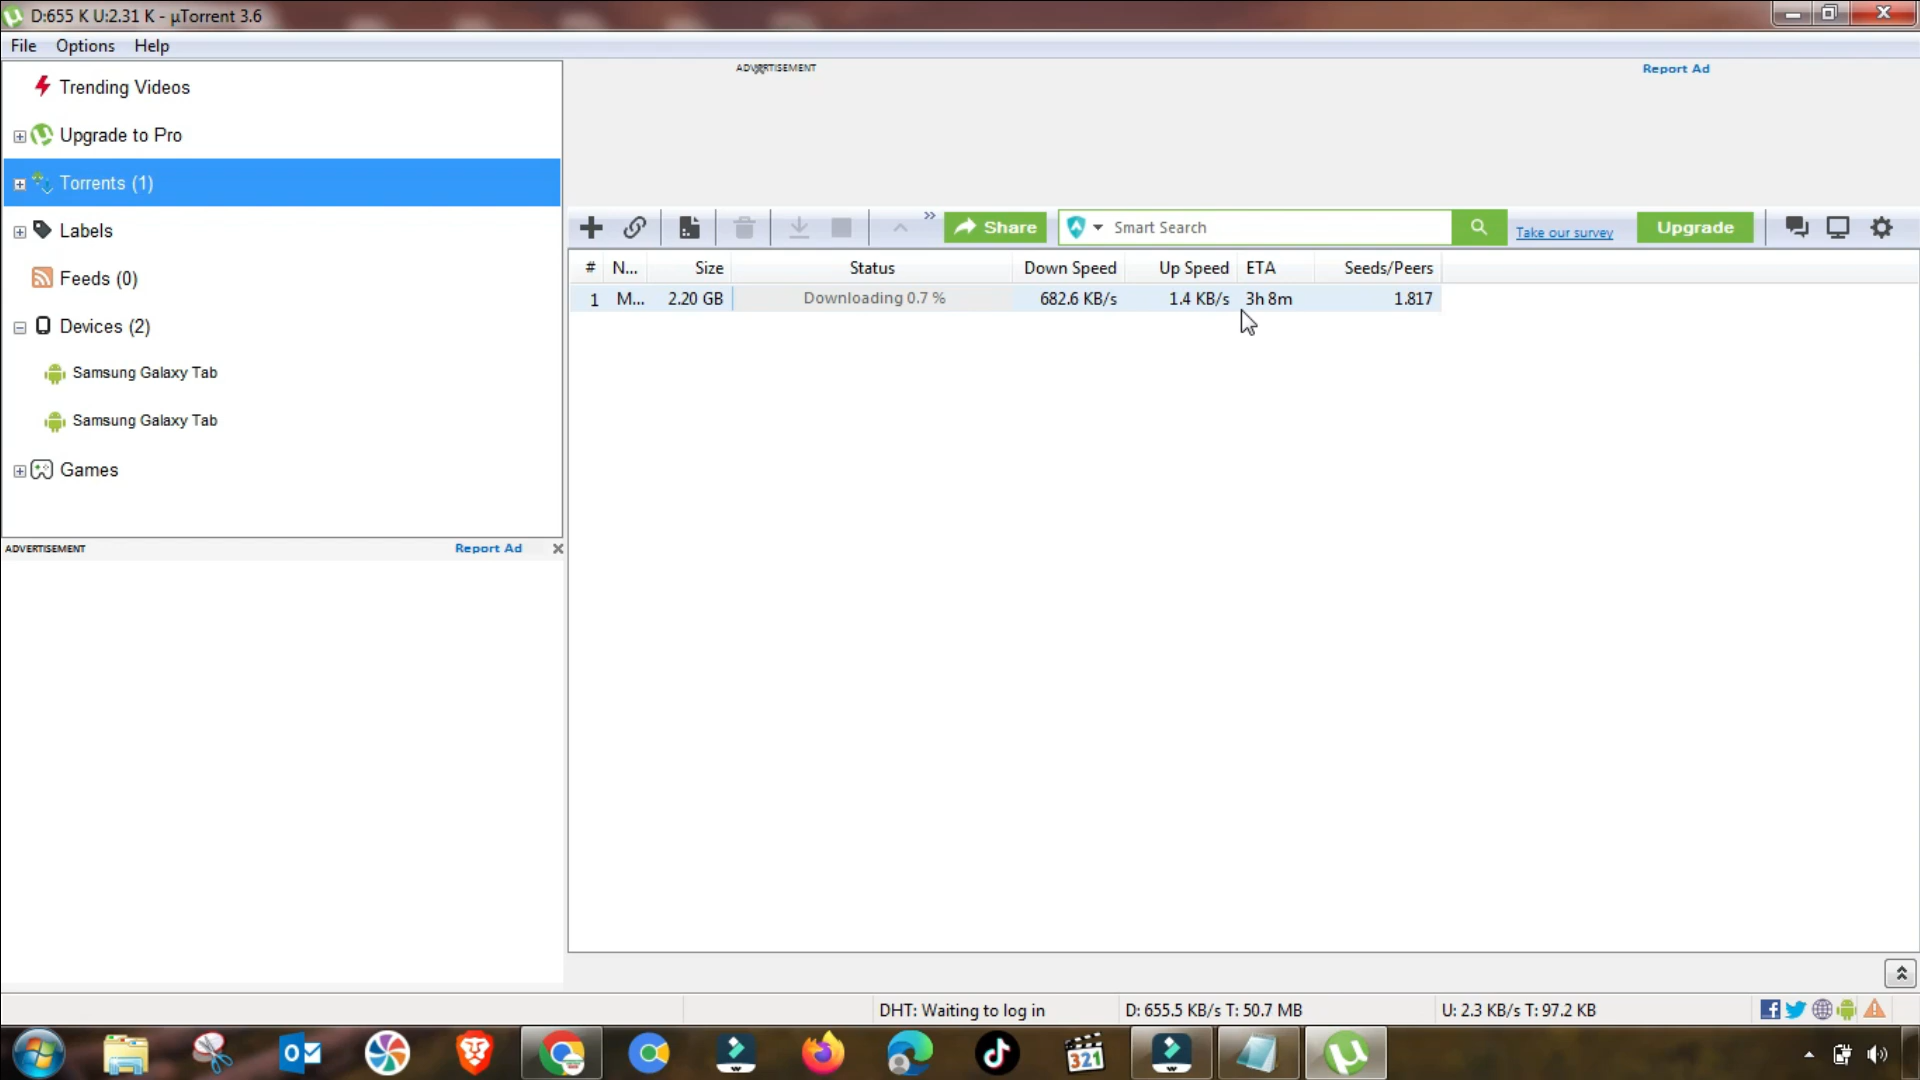 D:655 K U:2.31 K - µTorrent 3.6
File Options Help
Trending Videos
Upgrade to Pro
Torrents (1)
Labels
Feeds (0)
Devices (2)
Samsung Galaxy Tab
Samsung Galaxy Tab
Games
ADVERTISEMENT Report Ad
ADVERTISEMENT Report Ad
Share Smart Search Take our survey Upgrade
# N... Size Status Down Speed Up Speed ETA Seeds/Peers
1 M... 2.20 GB Downloading 0.7 % 682.6 KB/s 1.4 KB/s 3h 8m 1.817
DHT: Waiting to log in D: 655.5 KB/s T: 50.7 MB U: 2.3 KB/s T: 97.2 KB
321